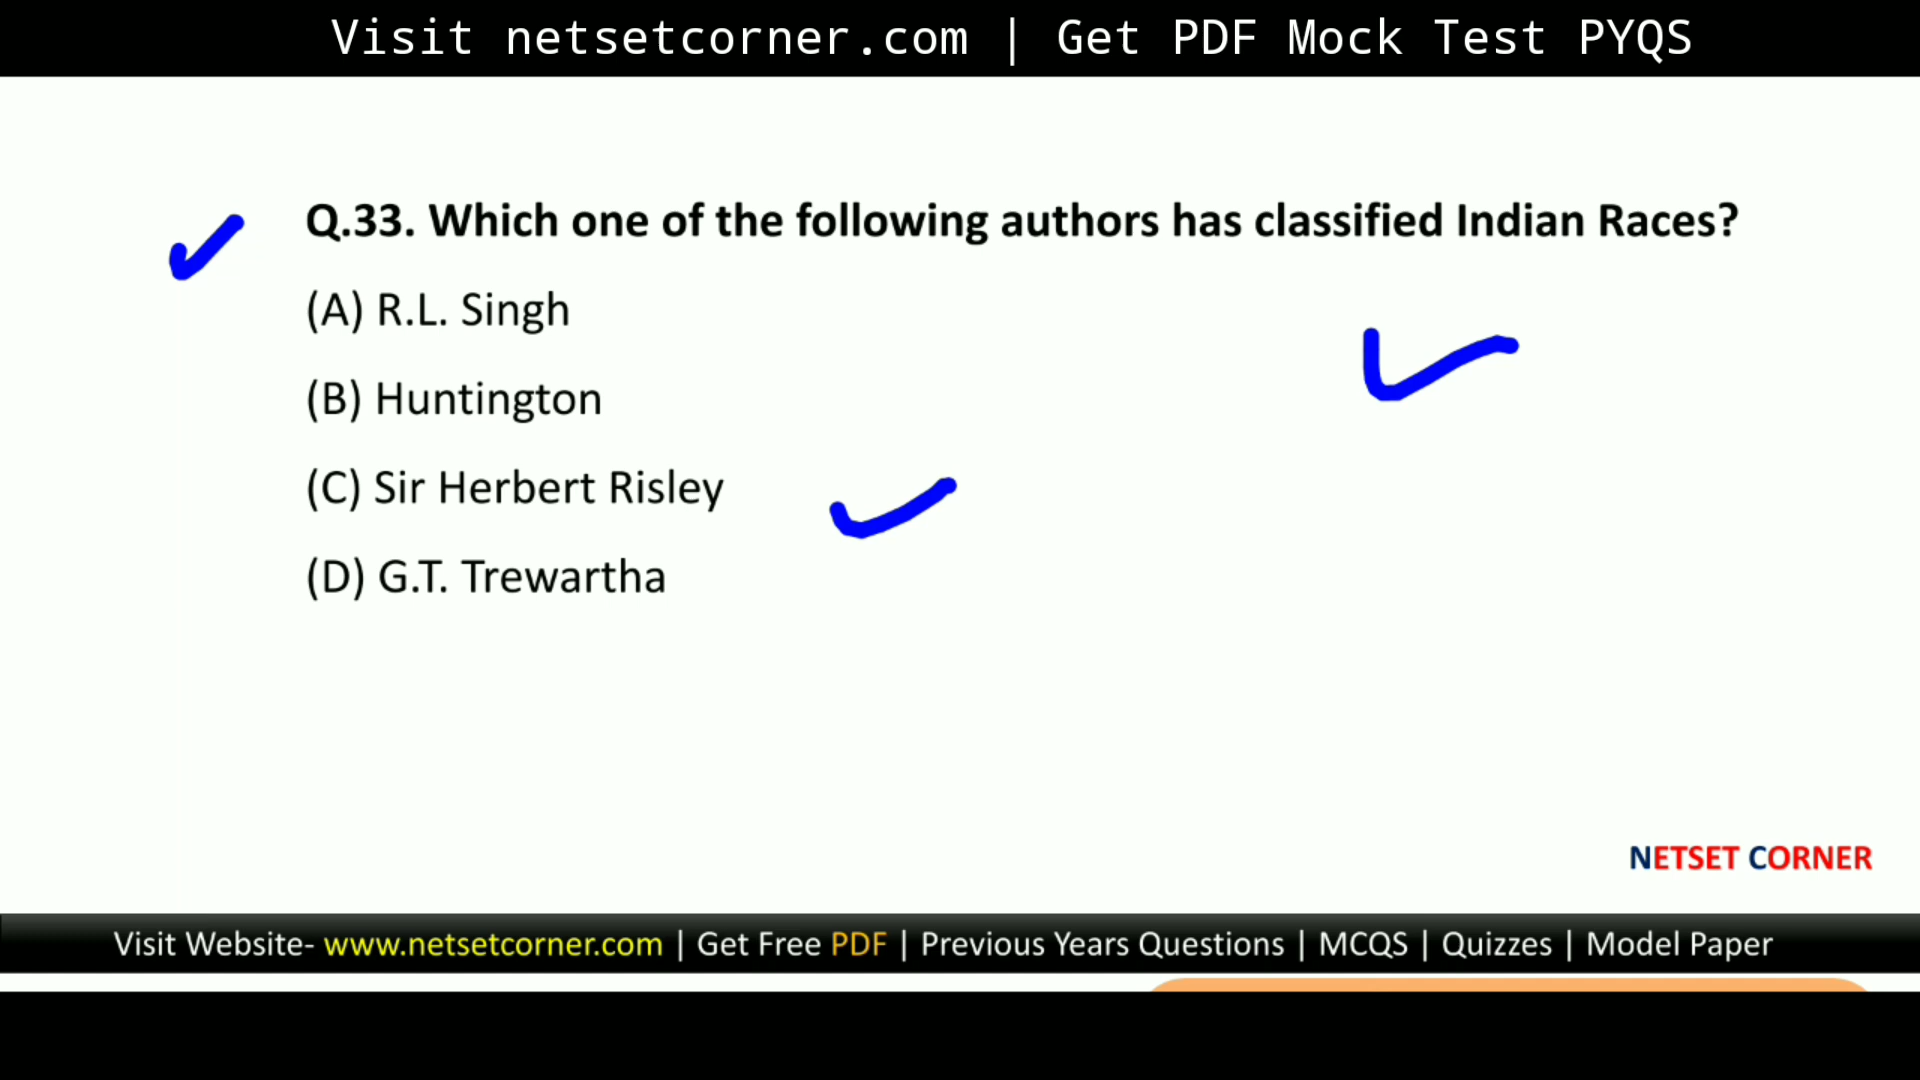 Visit netsetcorner.com | Get PDF Mock Test PYQS
Q.33. Which one of the following authors has classified Indian Races?
(A) R.L. Singh
(B) Huntington
(C) Sir Herbert Risley
(D) G.T. Trewartha
NETSET CORNER
Visit Website- www.netsetcorner.com | Get Free PDF | Previous Years Questions | MCQS | Quizzes | Model Paper